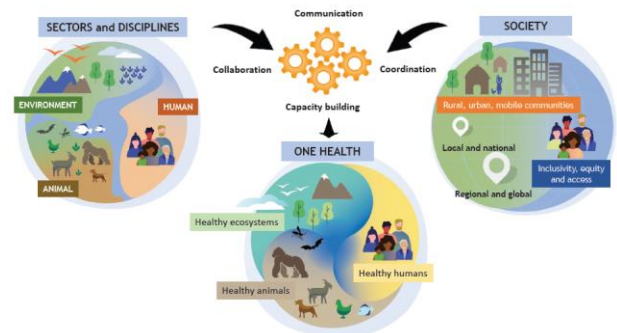 SECTORS and DISCIPLINES
ENVIRONMENT
HUMAN
ANIMAL
Communication
Collaboration
Coordination
Capacity building
SOCIETY
Rural, urban, mobile communities
Local and national
Inclusivity, equity
and access
Regional and global
ONE HEALTH
Healthy ecosystems
Healthy animals
Healthy humans